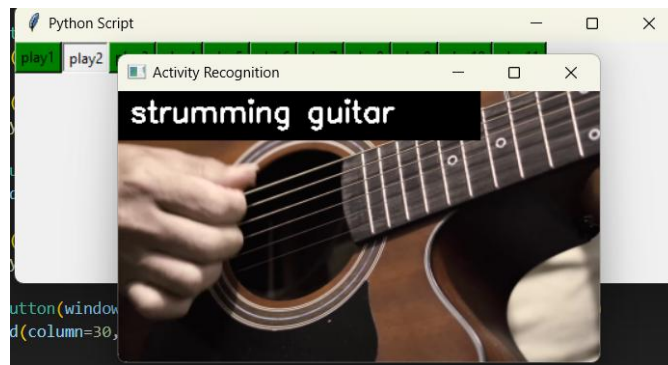 Python Script
play1 play2
Activity Recognition
strumming guitar
utton(window
d(column=30,